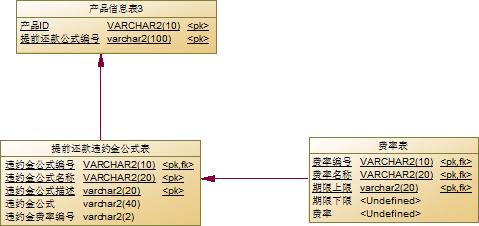 产品信息表3
产品ID VARCHAR2(10) <pk>
提前还款公式编号 varchar2(100) <pk>
提前还款违约金公式表
违约金公式编号 VARCHAR2(10) <pk,fk>
违约金公式名称 VARCHAR2(20) <pk>
违约金公式描述 varchar2(20) <pk>
违约金公式 varchar2(40)
违约金费率编号 varchar2(2)
费率表
费率编号 VARCHAR2(10) <pk,fk>
费率名称 VARCHAR2(20) <pk,fk>
期限上限 varchar2(20) <pk,fk>
期限下限 <Undefined>
费率 <Undefined>